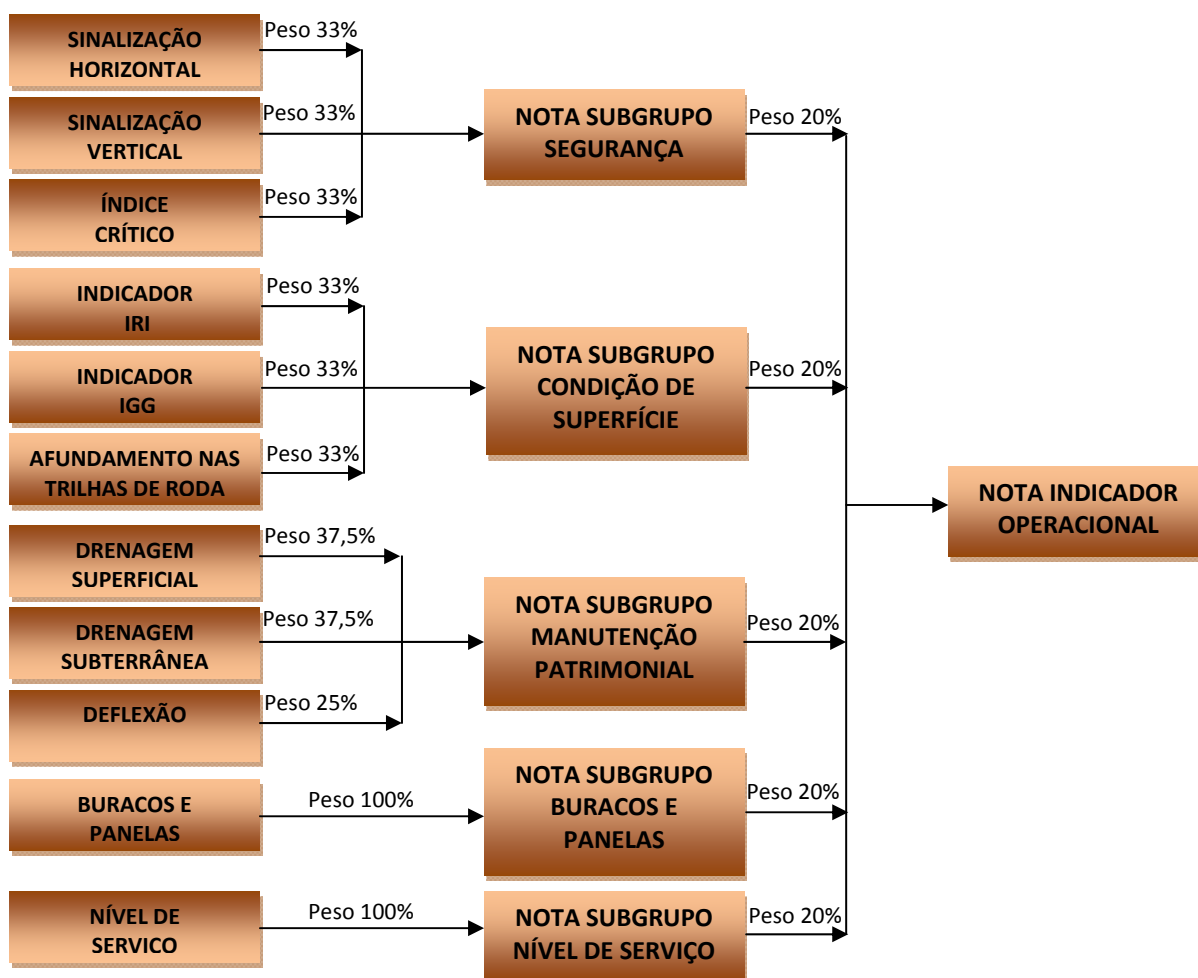 SINALIZAÇÃO
HORIZONTAL
Peso 33%
SINALIZAÇÃO
VERTICAL
Peso 33%
ÍNDICE
CRÍTICO
Peso 33%
NOTA SUBGRUPO
SEGURANÇA
Peso 20%
INDICADOR
IRI
Peso 33%
INDICADOR
IGG
Peso 33%
AFUNDAMENTO NAS
TRILHAS DE RODA
Peso 33%
NOTA SUBGRUPO
CONDIÇÃO DE
SUPERFÍCIE
Peso 20%
DRENAGEM
SUPERFICIAL
Peso 37,5%
DRENAGEM
SUBTERRÂNEA
Peso 37,5%
DEFLEXÃO
Peso 25%
NOTA SUBGRUPO
MANUTENÇÃO
PATRIMONIAL
Peso 20%
BURACOS E
PANELAS
Peso 100%
NOTA SUBGRUPO
BURACOS E
PANELAS
Peso 20%
NÍVEL DE
SERVICO
Peso 100%
NOTA SUBGRUPO
NÍVEL DE SERVIÇO
Peso 20%
NOTA INDICADOR
OPERACIONAL